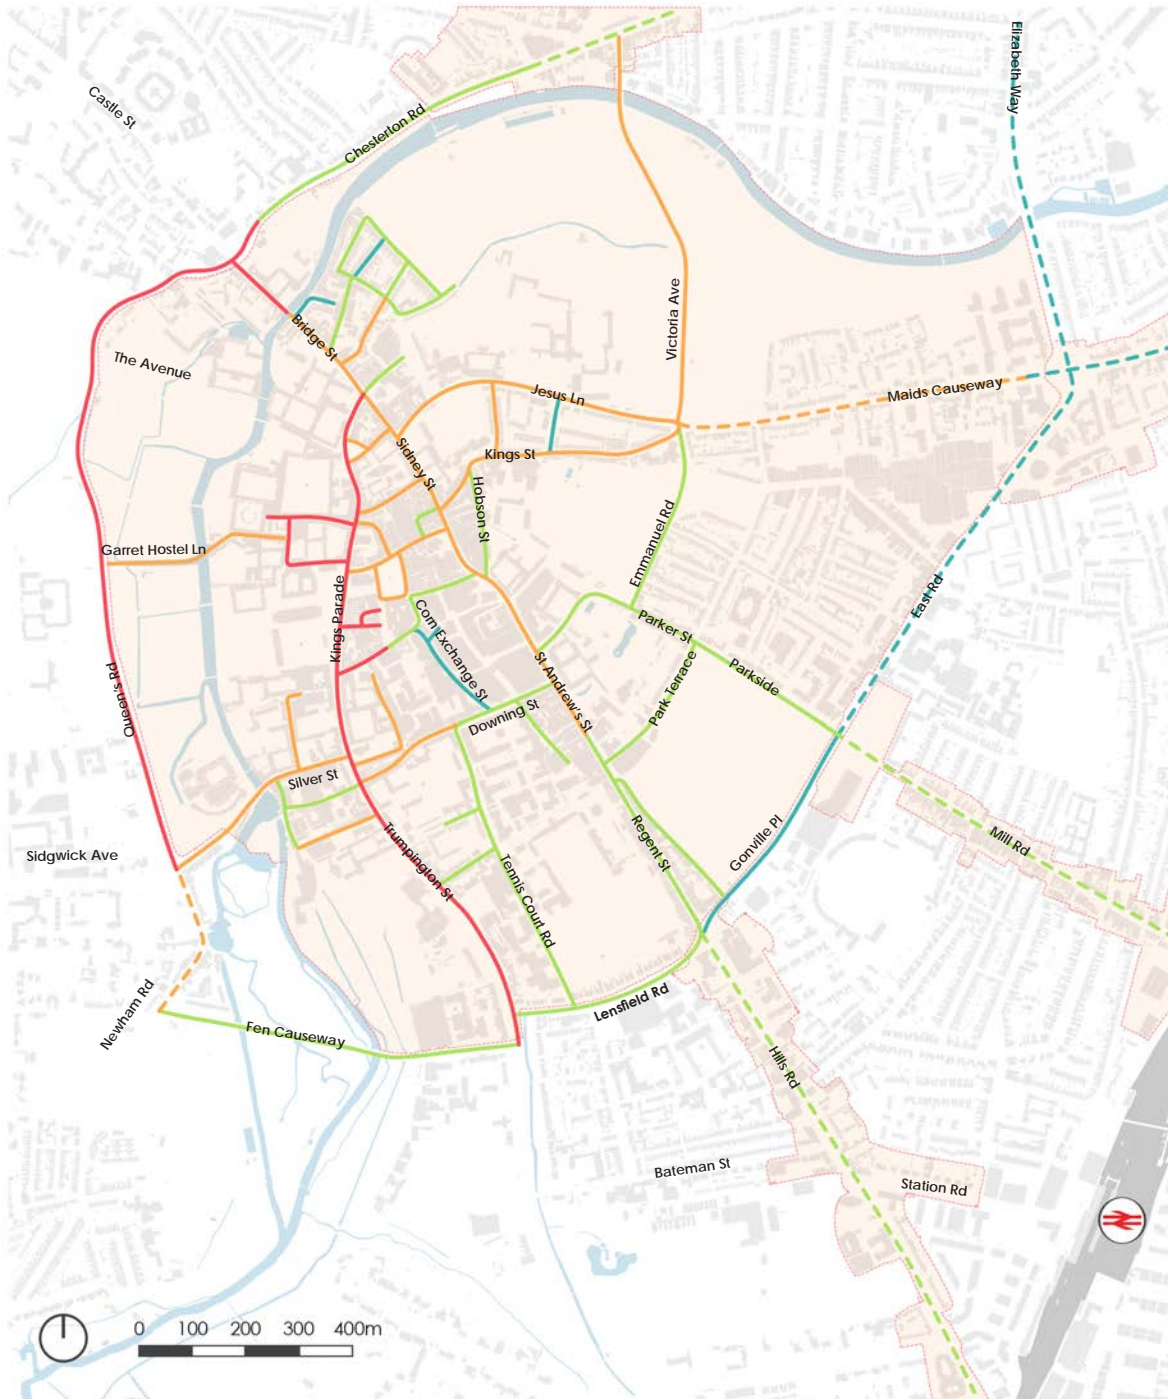 Elizabeth Way
Castle St
Chesterton Rd
Victoria Ave
Bridge St
The Avenue
Jesus Ln
Maids Causeway
Sidney St
Kings St
Hobson St
Emmanuel Rd
Garret Hostel Ln
East Rd
Kings Parade
Corn Exchange St
Parker St
Parkside
Queen's Rd
St Andrew's St
Park Terrace
Downing St
Silver St
Trumpington St
Regent St
Gonville Pl
Mill Rd
Sidgwick Ave
Tennis Court Rd
Newham Rd
Lensfield Rd
Fen Causeway
Hills Rd
Bateman St
Station Rd
0 100 200 300 400m